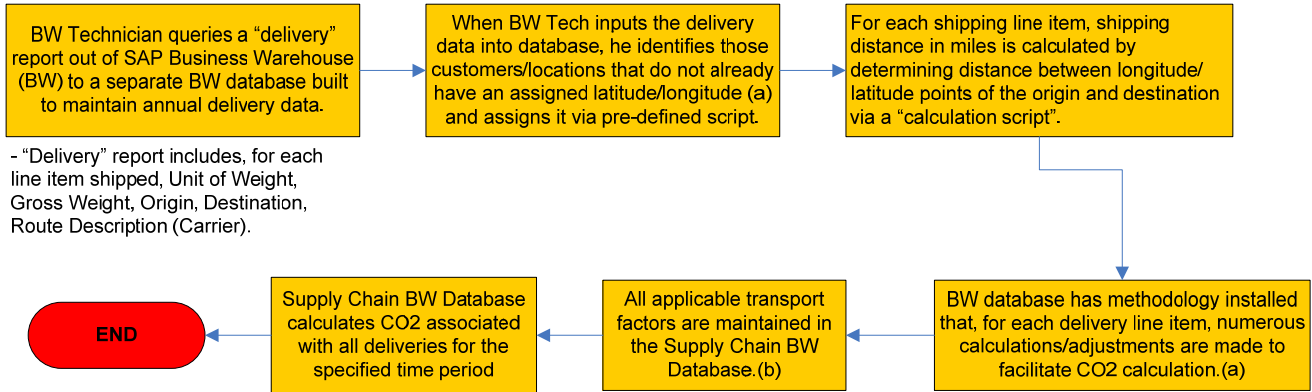 BW Technician queries a “delivery”
report out of SAP Business Warehouse
(BW) to a separate BW database built
to maintain annual delivery data.
- “Delivery” report includes, for each
line item shipped, Unit of Weight,
Gross Weight, Origin, Destination,
Route Description (Carrier).
When BW Tech inputs the delivery
data into database, he identifies those
customers/locations that do not already
have an assigned latitude/longitude (a)
and assigns it via pre-defined script.
For each shipping line item, shipping
distance in miles is calculated by
determining distance between longitude/
latitude points of the origin and destination
via a “calculation script”.
BW database has methodology installed
that, for each delivery line item, numerous
calculations/adjustments are made to
facilitate CO2 calculation.(a)
All applicable transport
factors are maintained in
the Supply Chain BW
Database.(b)
Supply Chain BW Database
calculates CO2 associated
with all deliveries for the
specified time period
END